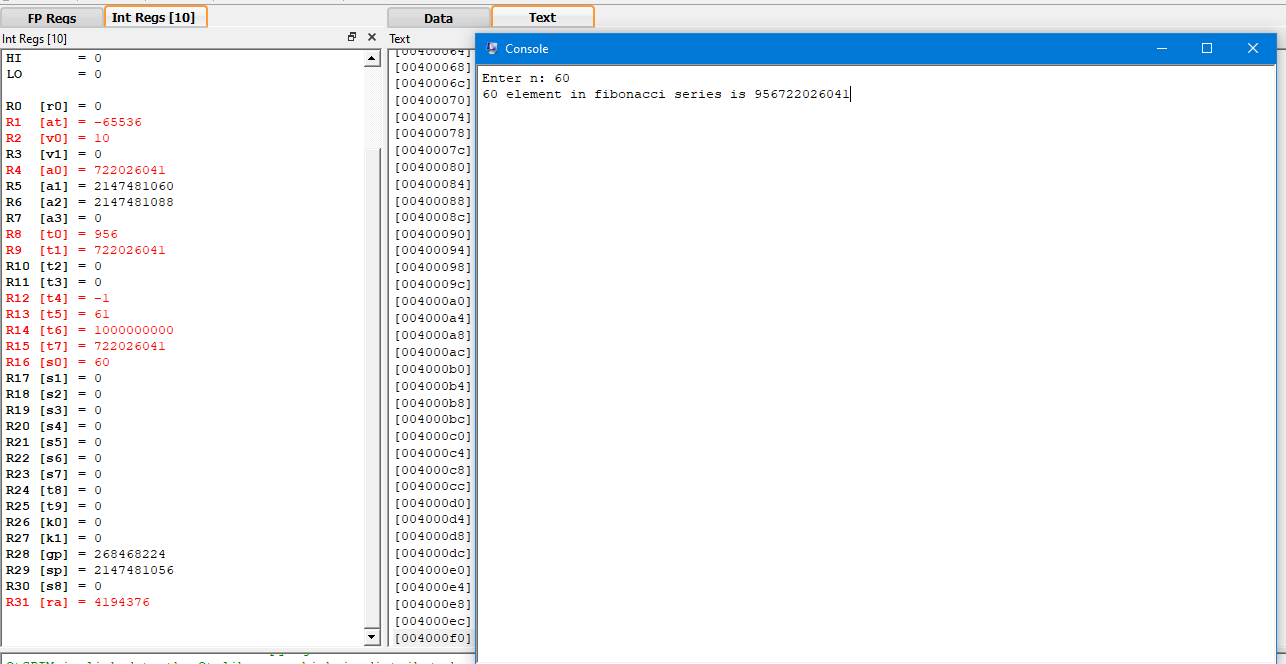 FP Regs Int Regs [10] Data Text
Int Regs [10]
HI = 0
LO = 0
R0 [r0] = 0
R1 [at] = -65536
R2 [v0] = 10
R3 [v1] = 0
R4 [a0] = 722026041
R5 [a1] = 2147481060
R6 [a2] = 2147481088
R7 [a3] = 0
R8 [t0] = 956
R9 [t1] = 722026041
R10 [t2] = 0
R11 [t3] = 0
R12 [t4] = -1
R13 [t5] = 61
R14 [t6] = 1000000000
R15 [t7] = 722026041
R16 [s0] = 60
R17 [s1] = 0
R18 [s2] = 0
R19 [s3] = 0
R20 [s4] = 0
R21 [s5] = 0
R22 [s6] = 0
R23 [s7] = 0
R24 [t8] = 0
R25 [t9] = 0
R26 [k0] = 0
R27 [k1] = 0
R28 [gp] = 268468224
R29 [sp] = 2147481056
R30 [s8] = 0
R31 [ra] = 4194376
Text
[00400064]
[00400068]
[0040006c]
[00400070]
[00400074]
[00400078]
[0040007c]
[00400080]
[00400084]
[00400088]
[0040008c]
[00400090]
[00400094]
[00400098]
[0040009c]
[004000a0]
[004000a4]
[004000a8]
[004000ac]
[004000b0]
[004000b4]
[004000b8]
[004000bc]
[004000c0]
[004000c4]
[004000c8]
[004000cc]
[004000d0]
[004000d4]
[004000d8]
[004000dc]
[004000e0]
[004000e4]
[004000e8]
[004000ec]
[004000f0]
Console
Enter n: 60
60 element in fibonacci series is 956722026041